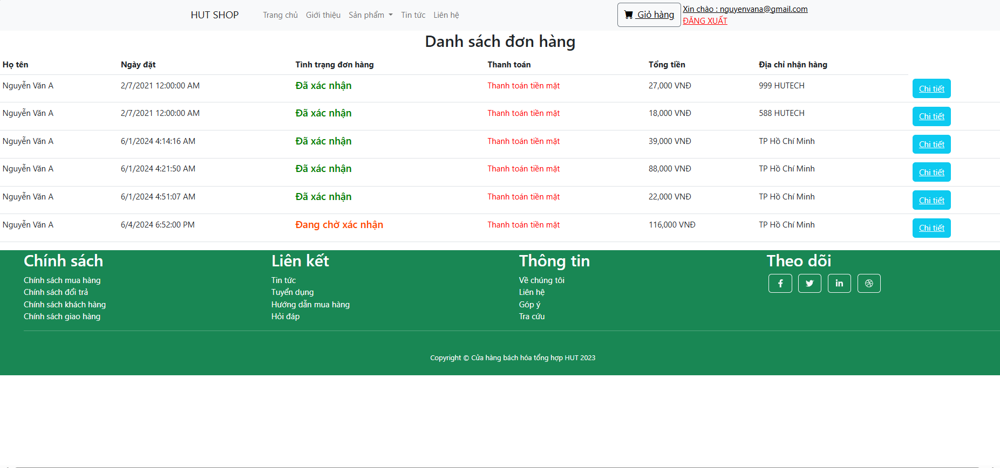 HUT SHOP Trang chủ Giới thiệu Sản phẩm Tin tức Liên hệ Giỏ hàng Xin chào : nguyenvana@gmail.com
ĐĂNG XUẤT
Danh sách đơn hàng
Họ tên Ngày đặt Tình trạng đơn hàng Thanh toán Tổng tiền Địa chỉ nhận hàng
Nguyễn Văn A 2/7/2021 12:00:00 AM Đã xác nhận Thanh toán tiền mặt 27,000 VNĐ 999 HUTECH Chi tiết
Nguyễn Văn A 2/7/2021 12:00:00 AM Đã xác nhận Thanh toán tiền mặt 18,000 VNĐ 588 HUTECH Chi tiết
Nguyễn Văn A 6/1/2024 4:14:16 AM Đã xác nhận Thanh toán tiền mặt 39,000 VNĐ TP Hồ Chí Minh Chi tiết
Nguyễn Văn A 6/1/2024 4:21:50 AM Đã xác nhận Thanh toán tiền mặt 88,000 VNĐ TP Hồ Chí Minh Chi tiết
Nguyễn Văn A 6/1/2024 4:51:07 AM Đã xác nhận Thanh toán tiền mặt 22,000 VNĐ TP Hồ Chí Minh Chi tiết
Nguyễn Văn A 6/4/2024 6:52:00 PM Đang chờ xác nhận Thanh toán tiền mặt 116,000 VNĐ TP Hồ Chí Minh Chi tiết
Chính sách
Chính sách mua hàng
Chính sách đổi trả
Chính sách khách hàng
Chính sách giao hàng
Liên kết
Tin tức
Tuyển dụng
Hướng dẫn mua hàng
Hỏi đáp
Thông tin
Về chúng tôi
Liên hệ
Góp ý
Tra cứu
Theo dõi
Copyright © Cửa hàng bách hóa tổng hợp HUT 2023